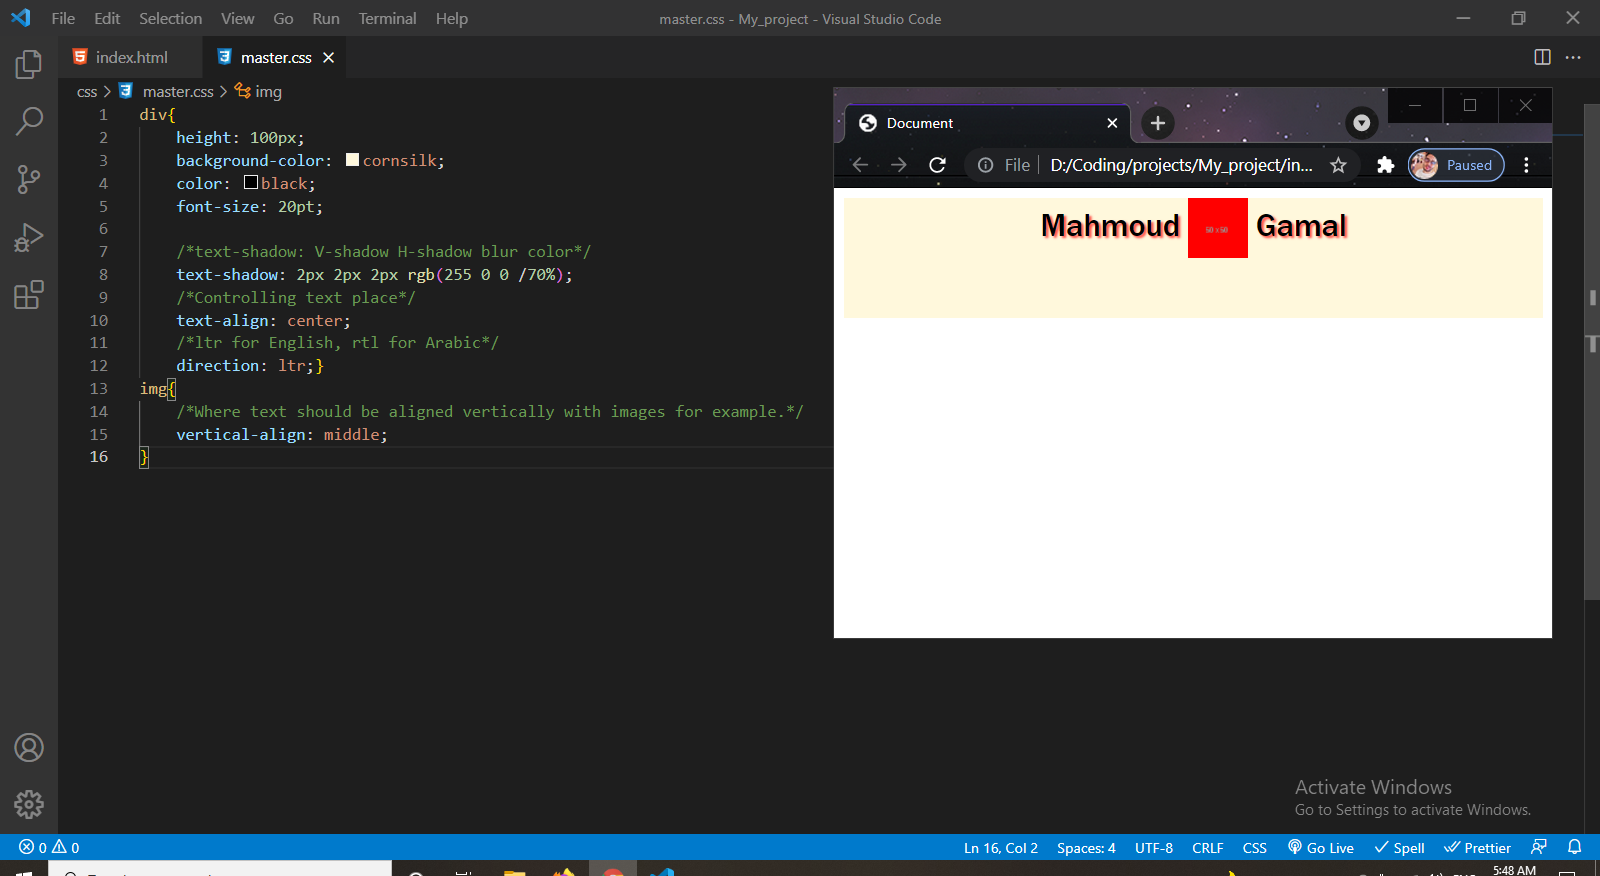 File Edit Selection View Go Run Terminal Help
master.css - My_project - Visual Studio Code
index.html
master.css
css > master.css > img
1 div{
2 height: 100px;
3 background-color: cornsilk;
4 color: black;
5 font-size: 20pt;
6
7 /*text-shadow: V-shadow H-shadow blur color*/
8 text-shadow: 2px 2px 2px rgb(255 0 0 /70%);
9 /*Controlling text place*/
10 text-align: center;
11 /*ltr for English, rtl for Arabic*/
12 direction: ltr;}
13 img{
14 /*Where text should be aligned vertically with images for example.*/
15 vertical-align: middle;
16 }
Document
File D:/Coding/projects/My_project/in... Paused
Mahmoud Gamal
Activate Windows
Go to Settings to activate Windows.
0 0 Ln 16, Col 2 Spaces: 4 UTF-8 CRLF CSS Go Live Spell Prettier
5:48 AM